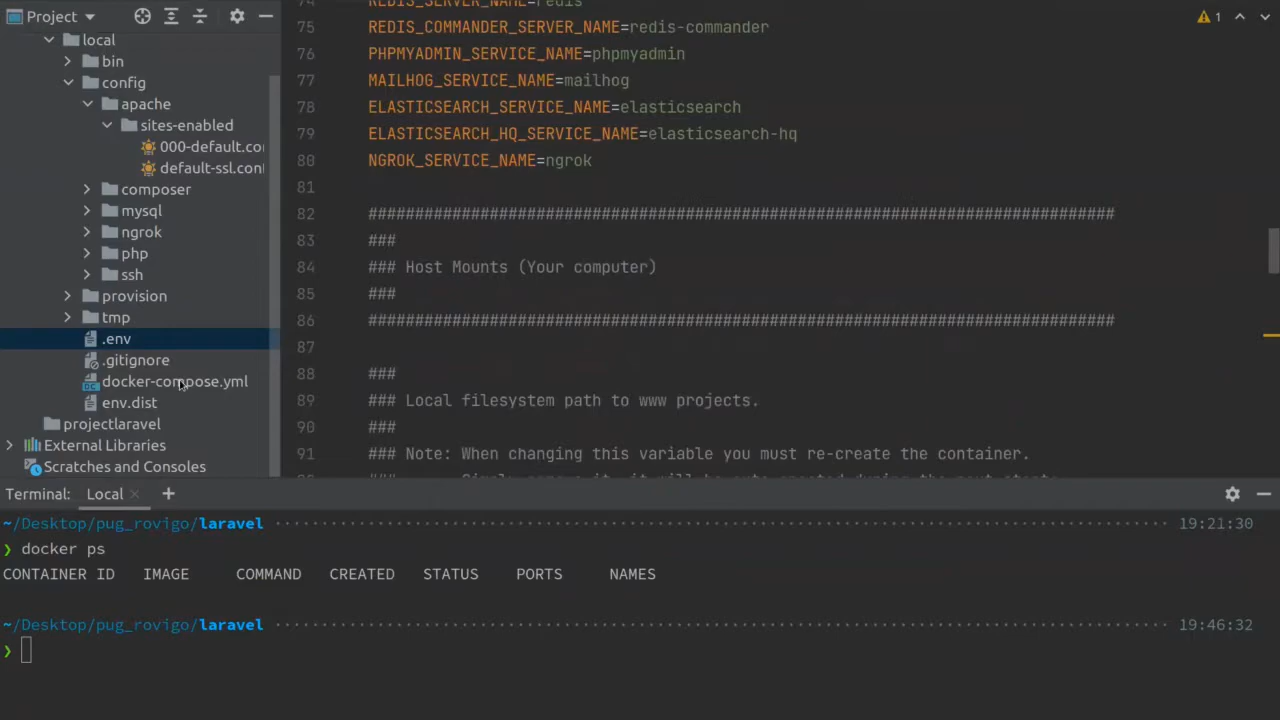 Project
local
bin
config
apache
sites-enabled
000-default.co
default-ssl.con
composer
mysql
ngrok
php
ssh
provision
tmp
.env
.gitignore
docker-compose.yml
env.dist
projectlaravel
External Libraries
Scratches and Consoles
74 REDIS_SERVER_NAME=redis
75 REDIS_COMMANDER_SERVER_NAME=redis-commander
76 PHPMYADMIN_SERVICE_NAME=phpmyadmin
77 MAILHOG_SERVICE_NAME=mailhog
78 ELASTICSEARCH_SERVICE_NAME=elasticsearch
79 ELASTICSEARCH_HQ_SERVICE_NAME=elasticsearch-hq
80 NGROK_SERVICE_NAME=ngrok
81
82 ################################################################################
83 ###
84 ### Host Mounts (Your computer)
85 ###
86 ################################################################################
87
88 ###
89 ### Local filesystem path to www projects.
90 ###
91 ### Note: When changing this variable you must re-create the container.
1
Terminal: Local
~/Desktop/pug_rovigo/laravel 19:21:30
❯ docker ps
CONTAINER ID IMAGE COMMAND CREATED STATUS PORTS NAMES
~/Desktop/pug_rovigo/laravel 19:46:32
❯